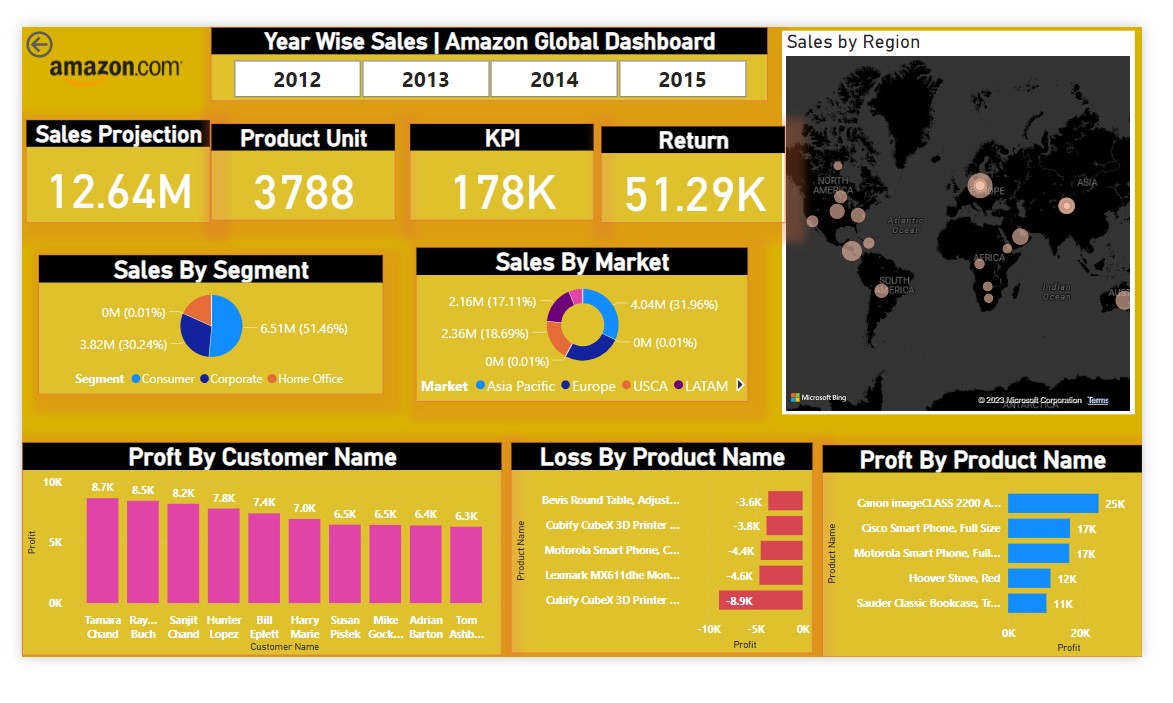 amazon.com
Year Wise Sales | Amazon Global Dashboard
2012
2013
2014
2015
Sales Projection
12.64M
Product Unit
3788
KPI
178K
Return
51.29K
Sales by Region
NORTH
AMERICA
Atlantic
Ocean
ASIA
AFRICA
SOUTH
AMERICA
Indian
Ocean
Microsoft Bing
© 2023 Microsoft Corporation Terms
ANTARCTICA
Sales By Segment
0M (0.01%)
6.51M (51.46%)
3.82M (30.24%)
Segment Consumer Corporate Home Office
Sales By Market
2.16M (17.11%)
4.04M (31.96%)
2.36M (18.69%)
0M (0.01%)
0M (0.01%)
Market Asia Pacific Europe USCA LATAM
Proft By Customer Name
Profit
10K
5K
0K
8.7K
8.5K
8.2K
7.8K
7.4K
7.0K
6.5K
6.5K
6.4K
6.3K
Tamara
Chand
Ray...
Buch
Sanjit
Chand
Hunter
Lopez
Bill
Eplett
Harry
Marie
Susan
Pistek
Mike
Gock...
Adrian
Barton
Tom
Ashb...
Customer Name
Loss By Product Name
Product Name
Bevis Round Table, Adjust... -3.6K
Cubify CubeX 3D Printer ... -3.8K
Motorola Smart Phone, C... -4.4K
Lexmark MX611dhe Mon... -4.6K
Cubify CubeX 3D Printer ... -8.9K
-10K -5K 0K
Profit
Proft By Product Name
Product Name
Canon imageCLASS 2200 A... 25K
Cisco Smart Phone, Full Size 17K
Motorola Smart Phone, Full... 17K
Hoover Stove, Red 12K
Sauder Classic Bookcase, Tr... 11K
0K 20K
Profit